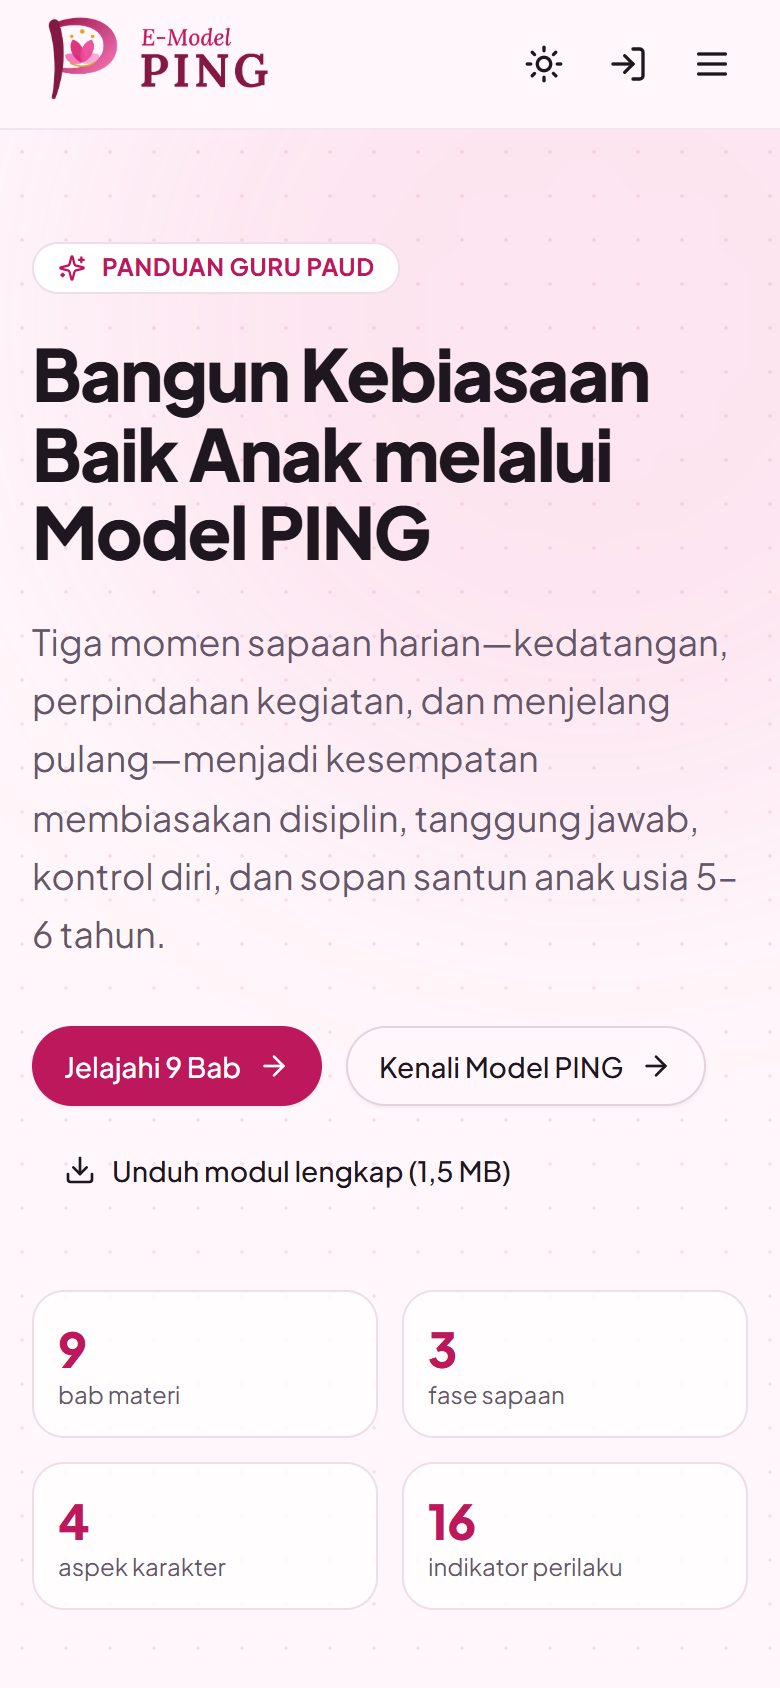 E-Model
PING
PANDUAN GURU PAUD
Bangun Kebiasaan
Baik Anak melalui
Model PING
Tiga momen sapaan harian—kedatangan,
perpindahan kegiatan, dan menjelang
pulang—menjadi kesempatan
membiasakan disiplin, tanggung jawab,
kontrol diri, dan sopan santun anak usia 5–
6 tahun.
Jelajahi 9 Bab
Kenali Model PING
Unduh modul lengkap (1,5 MB)
9
bab materi
3
fase sapaan
4
aspek karakter
16
indikator perilaku